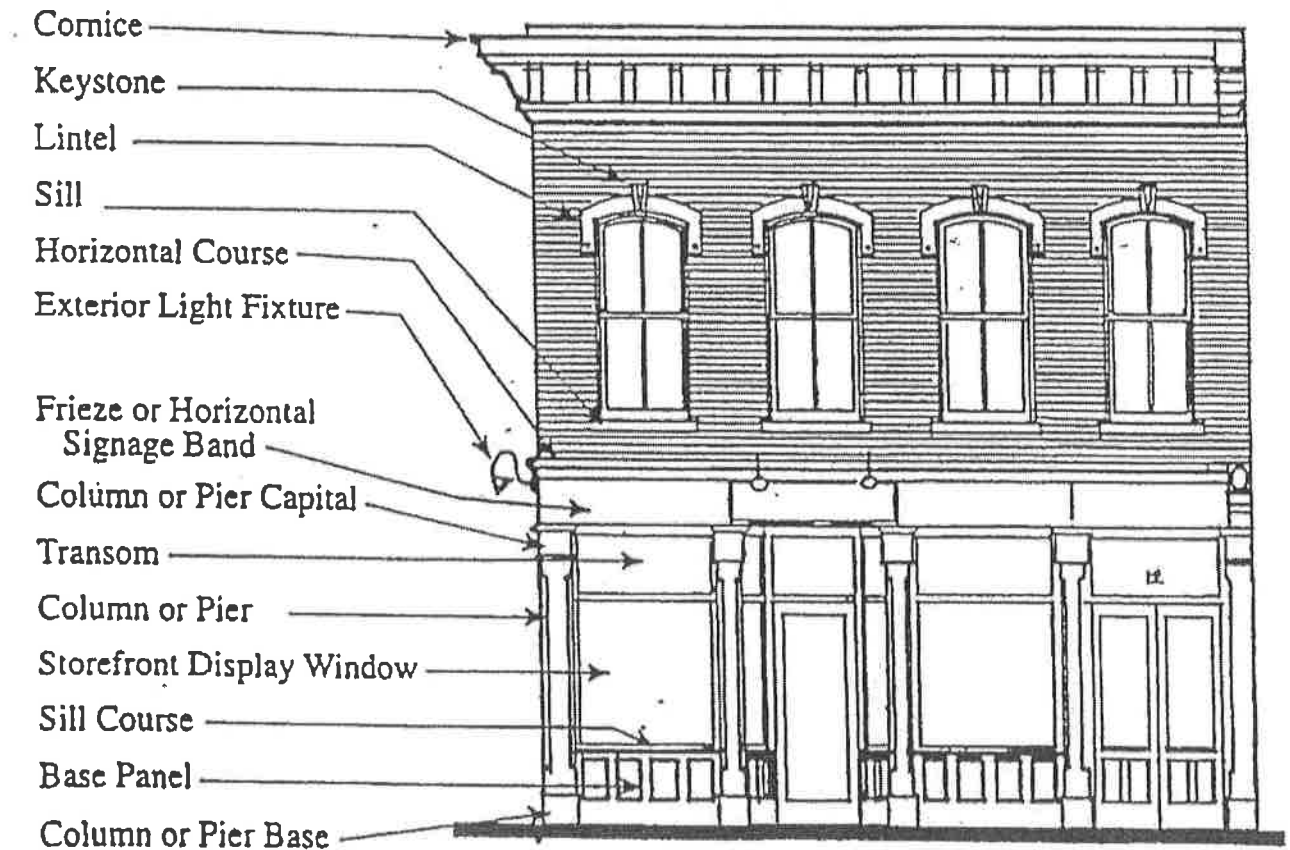 Cornice
Keystone
Lintel
Sill
Horizontal Course
Exterior Light Fixture
Frieze or Horizontal
Signage Band
Column or Pier Capital
Transom
Column or Pier
Storefront Display Window
Sill Course
Base Panel
Column or Pier Base